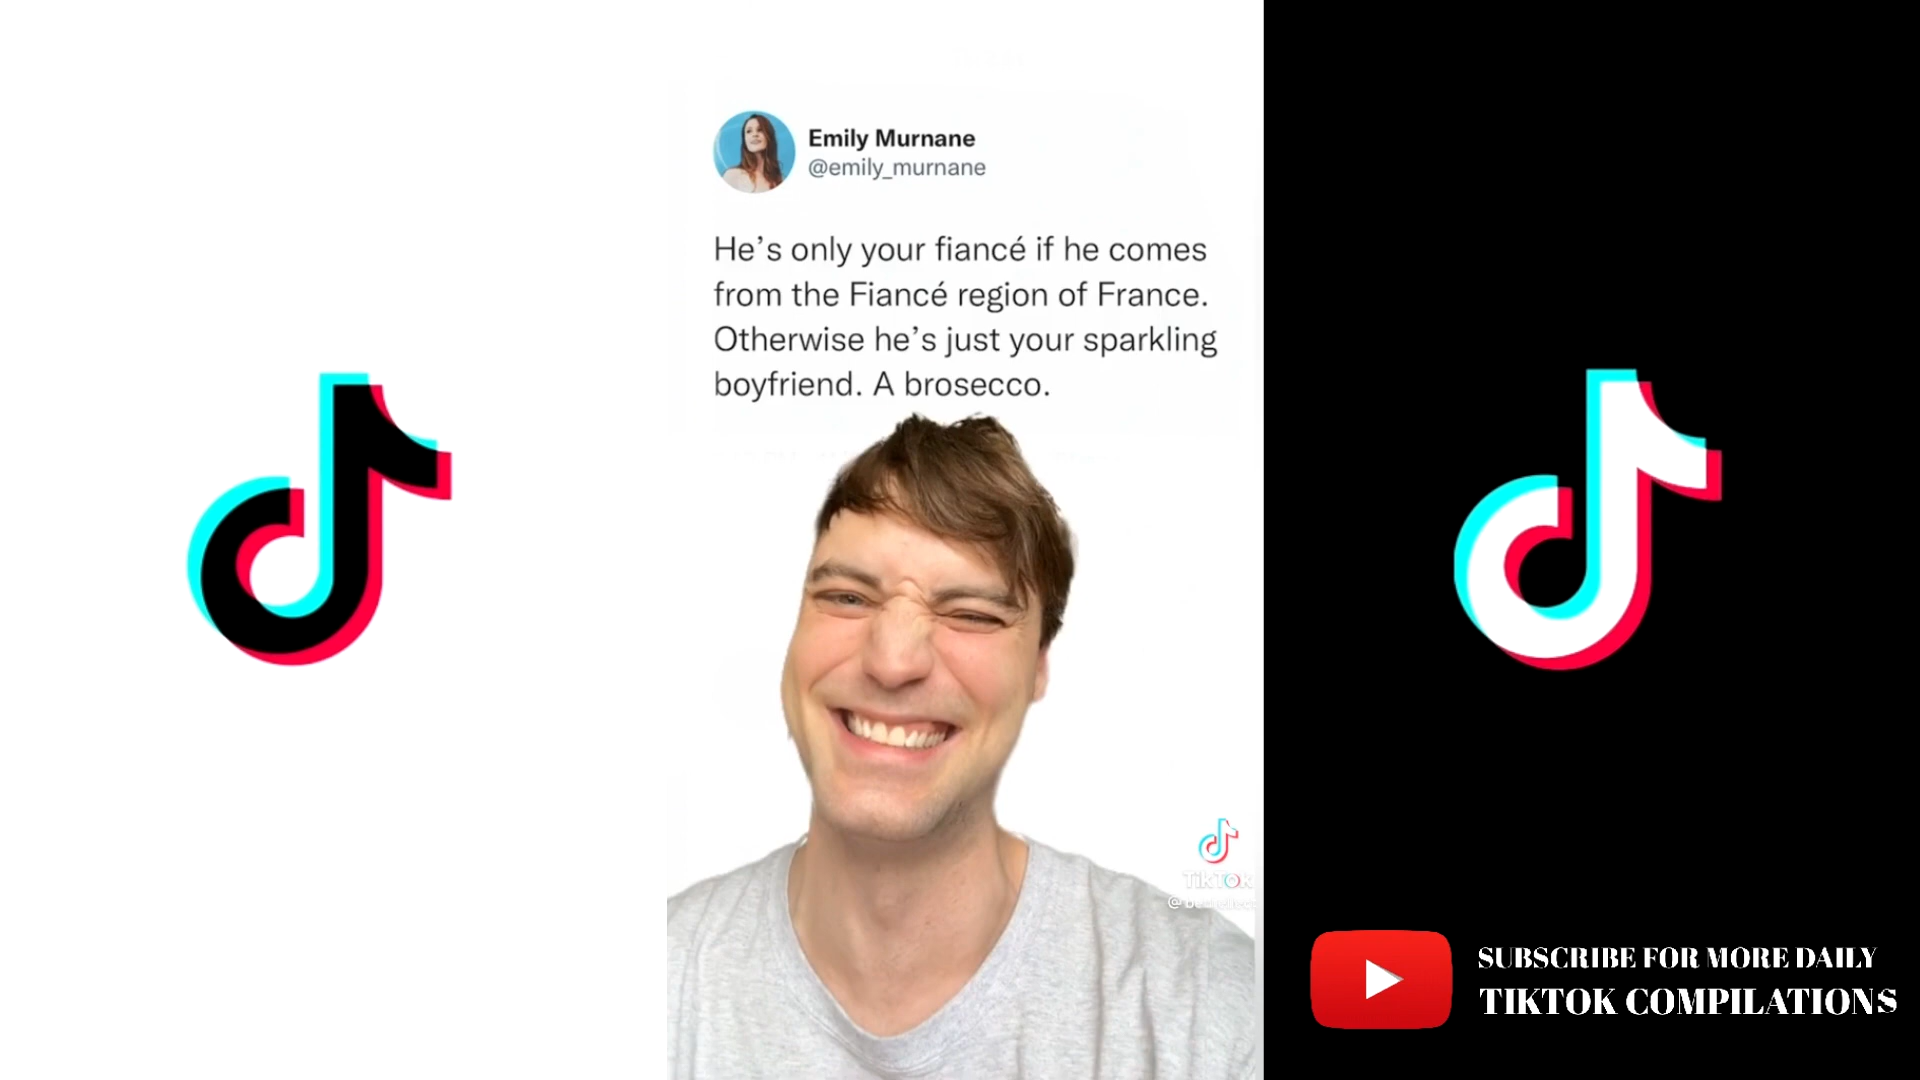 Emily Murnane
@emily_murnane
He’s only your fiancé if he comes
from the Fiancé region of France.
Otherwise he’s just your sparkling
boyfriend. A brosecco.
TikTok
SUBSCRIBE FOR MORE DAILY
TIKTOK COMPILATIONS